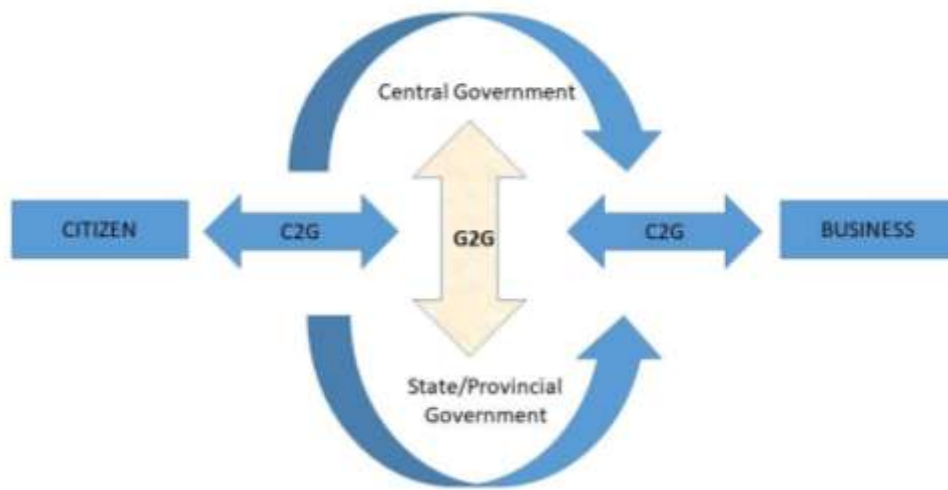 Central Government
CITIZEN
C2G
G2G
C2G
BUSINESS
State/Provincial
Government